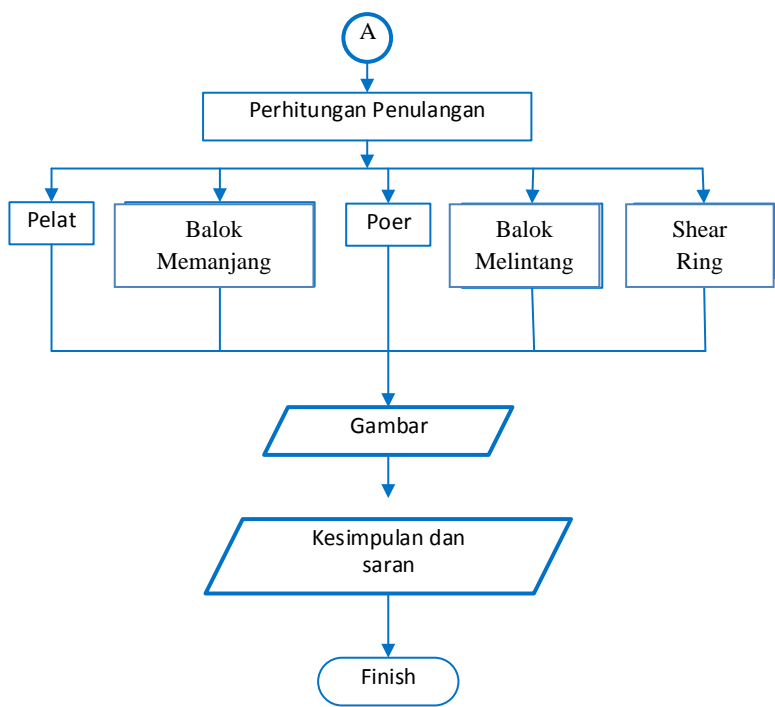 A
Perhitungan Penulangan
Pelat
Balok
Memanjang
Poer
Balok
Melintang
Shear
Ring
Gambar
Kesimpulan dan
saran
Finish